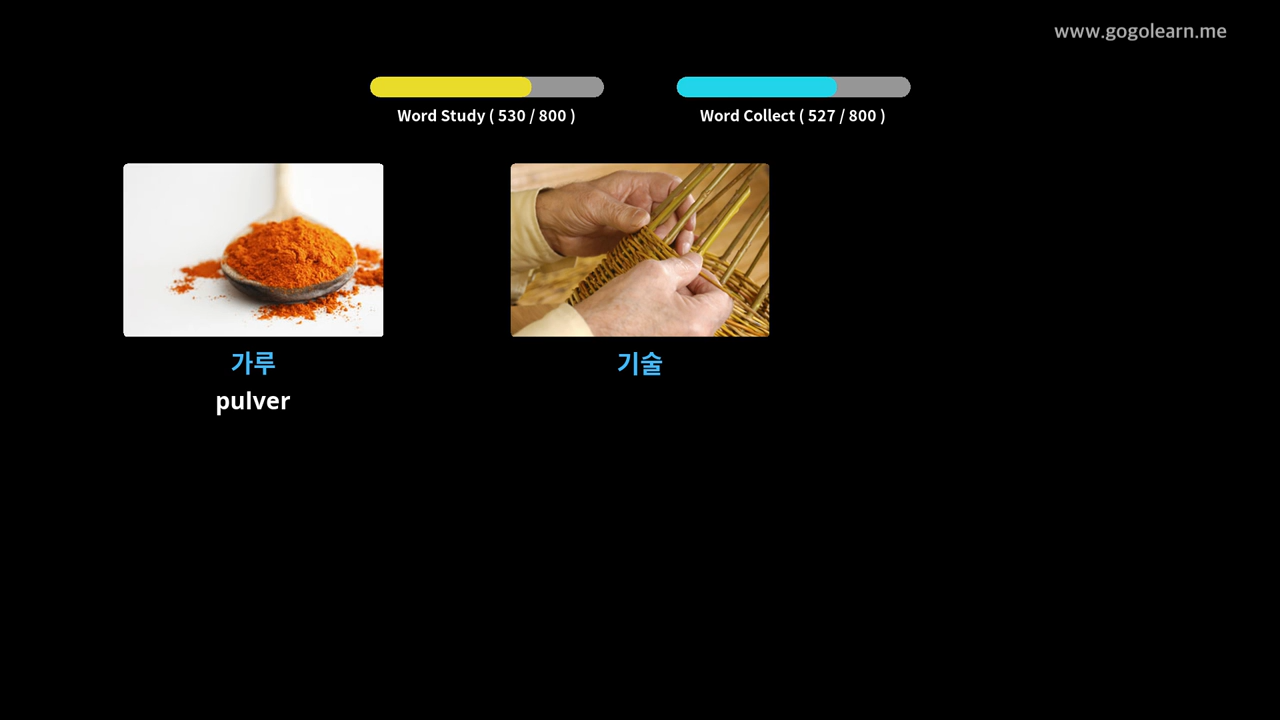 www.gogolearn.me
Word Study ( 530 / 800 )
Word Collect ( 527 / 800 )
가루
pulver
기술